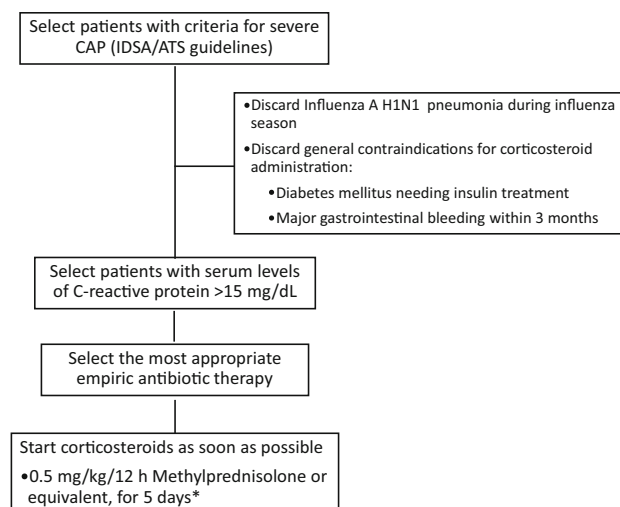 Select patients with criteria for severe
CAP (IDSA/ATS guidelines)
•Discard Influenza A H1N1 pneumonia during influenza
season
•Discard general contraindications for corticosteroid
administration:
•Diabetes mellitus needing insulin treatment
•Major gastrointestinal bleeding within 3 months
Select patients with serum levels
of C-reactive protein >15 mg/dL
Select the most appropriate
empiric antibiotic therapy
Start corticosteroids as soon as possible
•0.5 mg/kg/12 h Methylprednisolone or
equivalent, for 5 days*